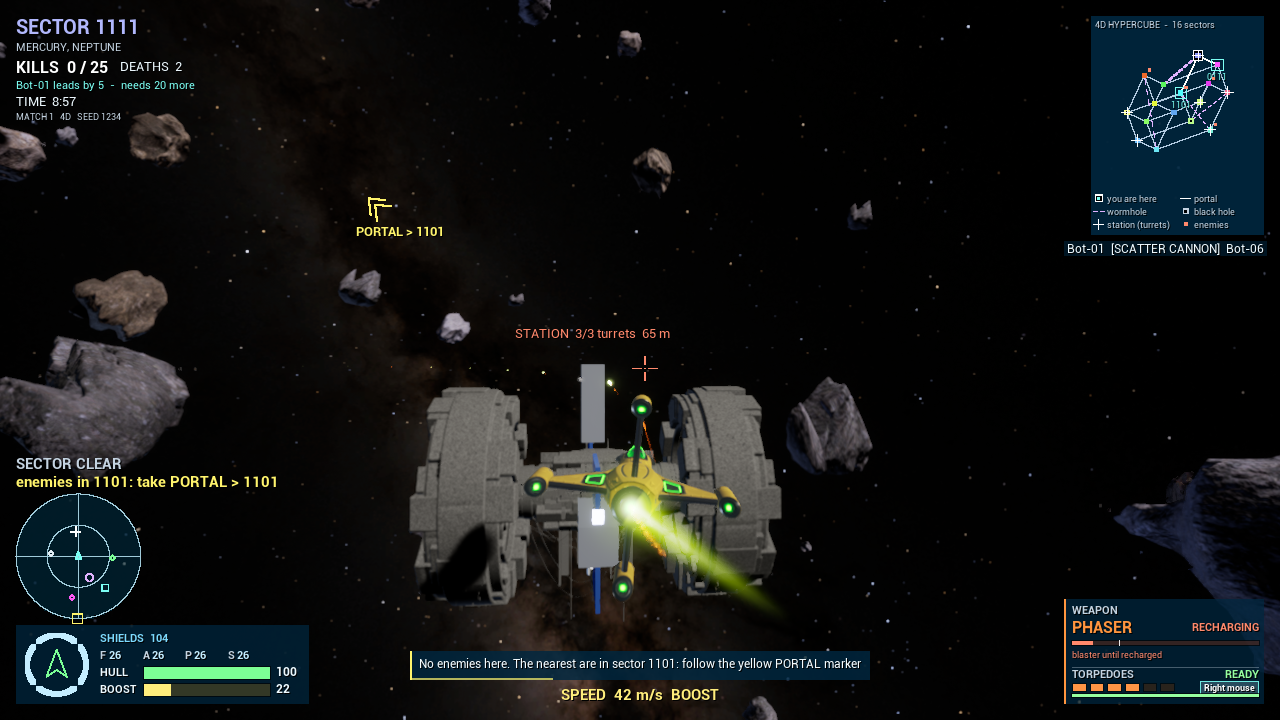 SECTOR 1111
MERCURY, NEPTUNE
KILLS 0 / 25 DEATHS 2
Bot-01 leads by 5 - needs 20 more
TIME 8:57
MATCH 1 4D SEED 1234
4D HYPERCUBE - 16 sectors
1101
you are here
portal
wormhole
black hole
station (turrets)
enemies
Bot-01 [SCATTER CANNON] Bot-06
PORTAL > 1101
STATION 3/3 turrets 65 m
SECTOR CLEAR
enemies in 1101: take PORTAL > 1101
SHIELDS 104
F 26 A 26 P 26 S 26
HULL 100
BOOST 22
No enemies here. The nearest are in sector 1101: follow the yellow PORTAL marker
SPEED 42 m/s BOOST
WEAPON
PHASER RECHARGING
blaster until recharged
TORPEDOES READY
Right mouse